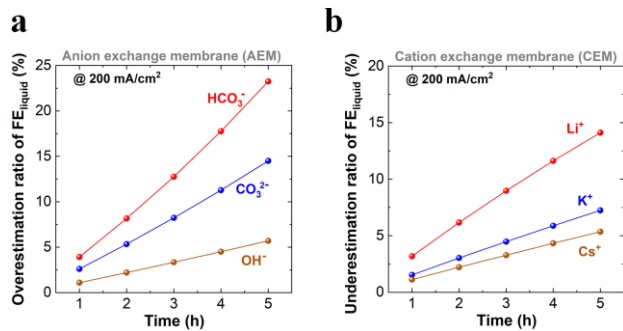 a
Anion exchange membrane (AEM)
Overestimation ratio of FE_liquid (%)
25
20
15
10
5
0
@ 200 mA/cm²
HCO₃⁻
CO₃²⁻
OH⁻
1 2 3 4 5
Time (h)
b
Cation exchange membrane (CEM)
Underestimation ratio of FE_liquid (%)
20
15
10
5
0
@ 200 mA/cm²
Li⁺
K⁺
Cs⁺
1 2 3 4 5
Time (h)